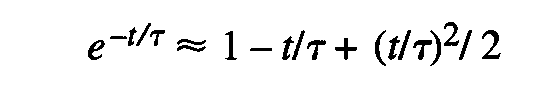 e^{-t/τ} ≈ 1 – t/τ + (t/τ)²/ 2